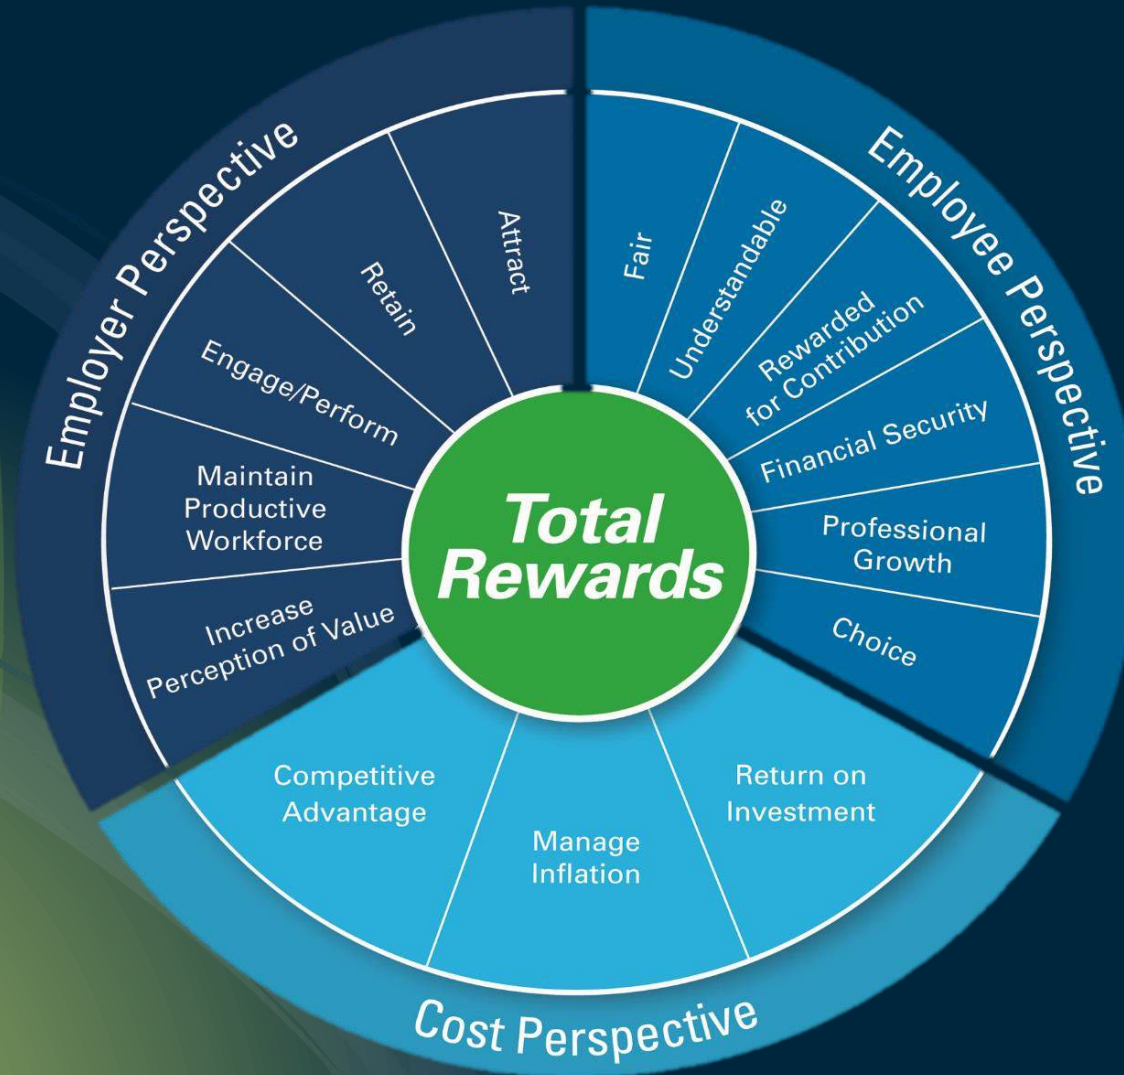 Total
Rewards
Employer Perspective
Attract
Retain
Engage/Perform
Maintain
Productive
Workforce
Increase
Perception of Value
Employee Perspective
Fair
Understandable
Rewarded
for Contribution
Financial Security
Professional
Growth
Choice
Cost Perspective
Return on
Investment
Manage
Inflation
Competitive
Advantage